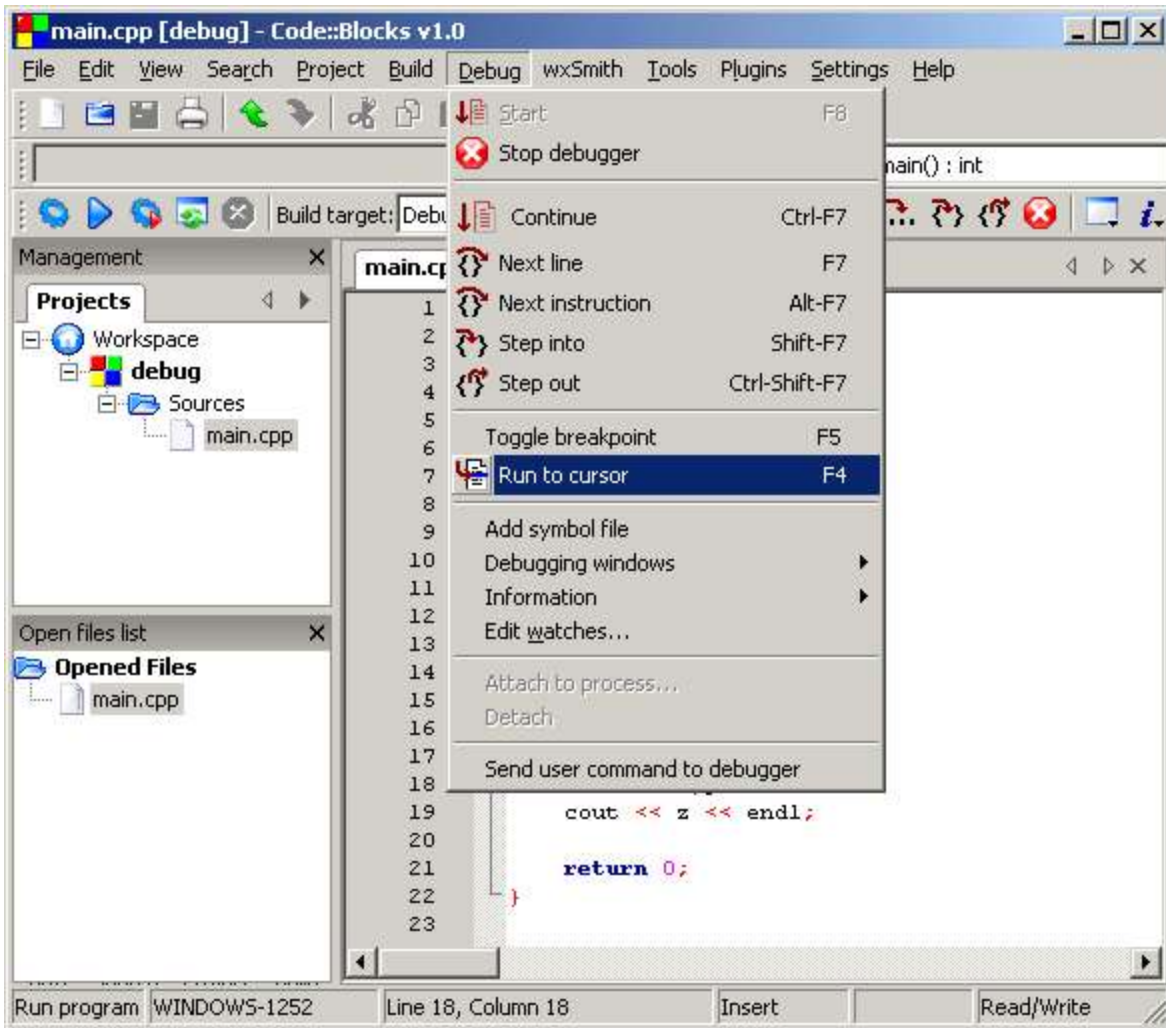 main.cpp [debug] - Code::Blocks v1.0
File Edit View Search Project Build Debug wxSmith Tools Plugins Settings Help
Start F8
Stop debugger
main() : int
Build target:
Continue Ctrl-F7
Management
Next line F7
Projects
Next instruction Alt-F7
Workspace
Step into Shift-F7
debug
Step out Ctrl-Shift-F7
Sources
main.cpp
Toggle breakpoint F5
Run to cursor F4
Add symbol file
Debugging windows
Information
Edit watches...
Attach to process...
Detach
Send user command to debugger
Open files list
Opened Files
main.cpp
1
2
3
4
5
6
7
8
9
10
11
12
13
14
15
16
17
18
19 cout << z << endl;
20
21 return 0;
22 }
23
Run program WINDOWS-1252 Line 18, Column 18 Insert Read/Write